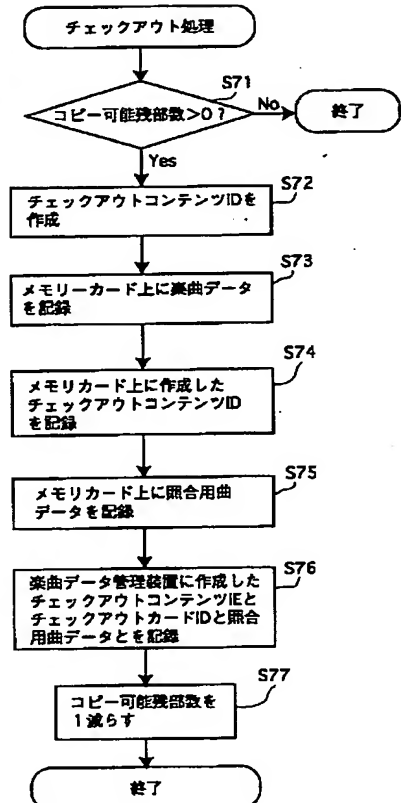 チェックアウト処理
S71
コピー可能残部数>0?
No
終了
Yes
S72
チェックアウトコンテンツIDを
作成
S73
メモリーカード上に楽曲データ
を記録
S74
メモリカード上に作成した
チェックアウトコンテンツID
を記録
S75
メモリカード上に照合用曲
データを記録
S76
楽曲データ管理装置に作成した
チェックアウトコンテンツIEと
チェックアウトカードIDと照合
用曲データとを記録
S77
コピー可能残部数を
1減らす
終了